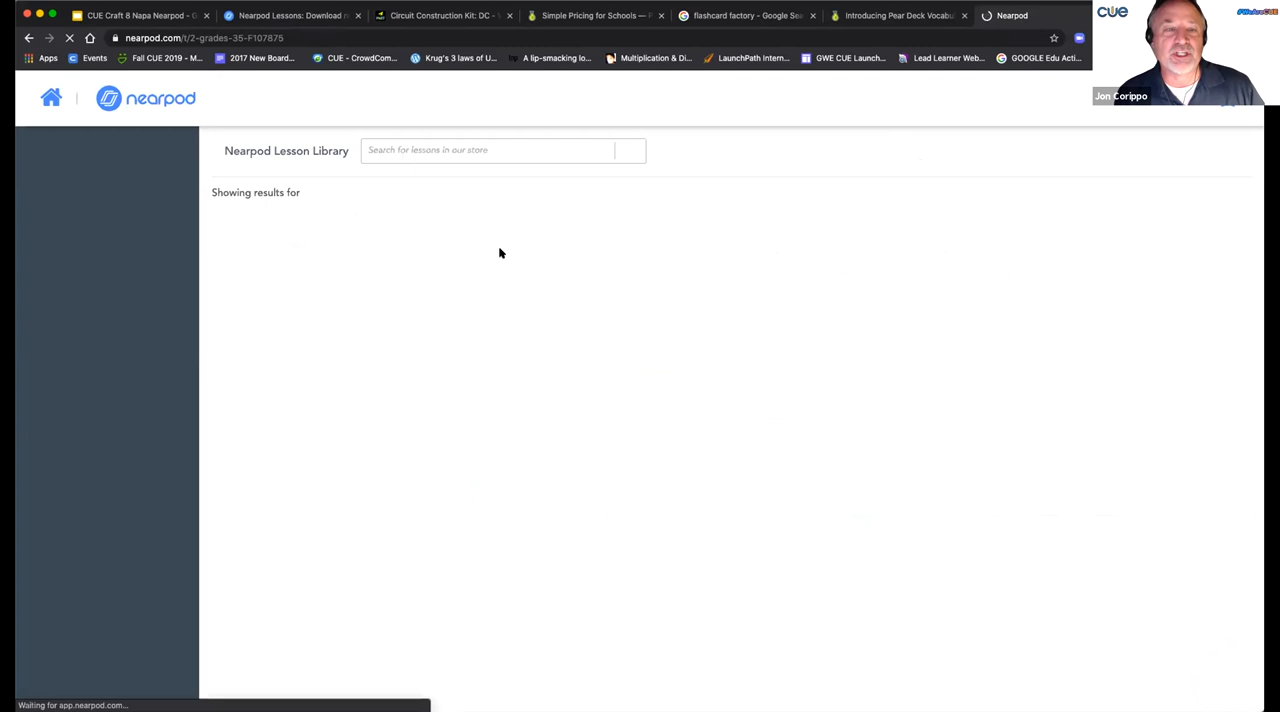 CUE Craft 8 Napa Nearpod - G
Nearpod Lessons: Download r
Circuit Construction Kit: DC - V
Simple Pricing for Schools — P
flashcard factory - Google Sea
Introducing Pear Deck Vocabul
Nearpod
nearpod.com/t/2-grades-35-F107875
Apps
Events
Fall CUE 2019 - M...
2017 New Board...
CUE - CrowdCom...
Krug's 3 laws of U...
A lip-smacking lo...
Multiplication & Di...
LaunchPath Intern...
GWE CUE Launch...
Lead Learner Web...
GOOGLE Edu Acti...
CUE
#WeAreCUE
Jon Corippo
nearpod
Nearpod Lesson Library
Search for lessons in our store
Showing results for
Waiting for app.nearpod.com...